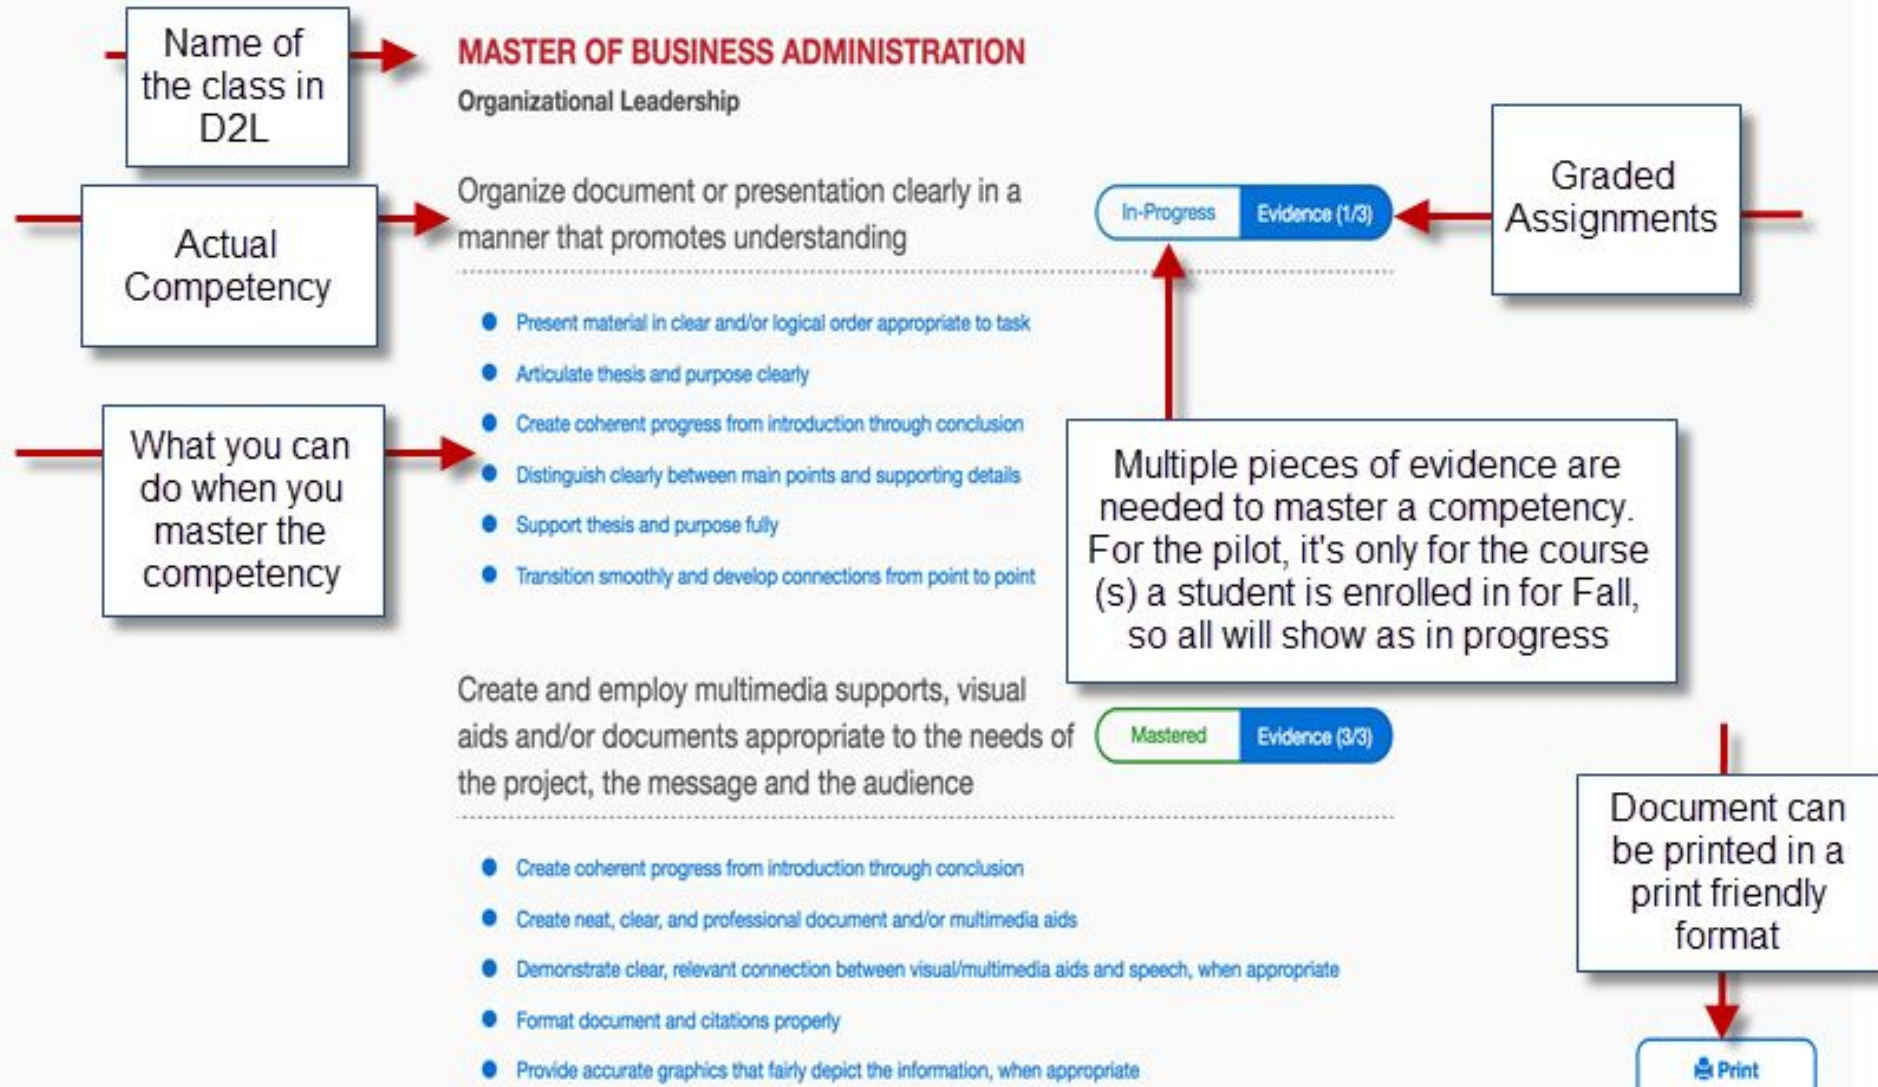 Name of
the class in
D2L
MASTER OF BUSINESS ADMINISTRATION
Organizational Leadership
Actual
Competency
Organize document or presentation clearly in a
manner that promotes understanding
In-Progress
Evidence (1/3)
Graded
Assignments
Present material in clear and/or logical order appropriate to task
Articulate thesis and purpose clearly
Create coherent progress from introduction through conclusion
Distinguish clearly between main points and supporting details
Support thesis and purpose fully
Transition smoothly and develop connections from point to point
What you can
do when you
master the
competency
Multiple pieces of evidence are
needed to master a competency.
For the pilot, it's only for the course
(s) a student is enrolled in for Fall,
so all will show as in progress
Create and employ multimedia supports, visual
aids and/or documents appropriate to the needs of
the project, the message and the audience
Mastered
Evidence (3/3)
Create coherent progress from introduction through conclusion
Create neat, clear, and professional document and/or multimedia aids
Demonstrate clear, relevant connection between visual/multimedia aids and speech, when appropriate
Format document and citations properly
Provide accurate graphics that fairly depict the information, when appropriate
Document can
be printed in a
print friendly
format
Print